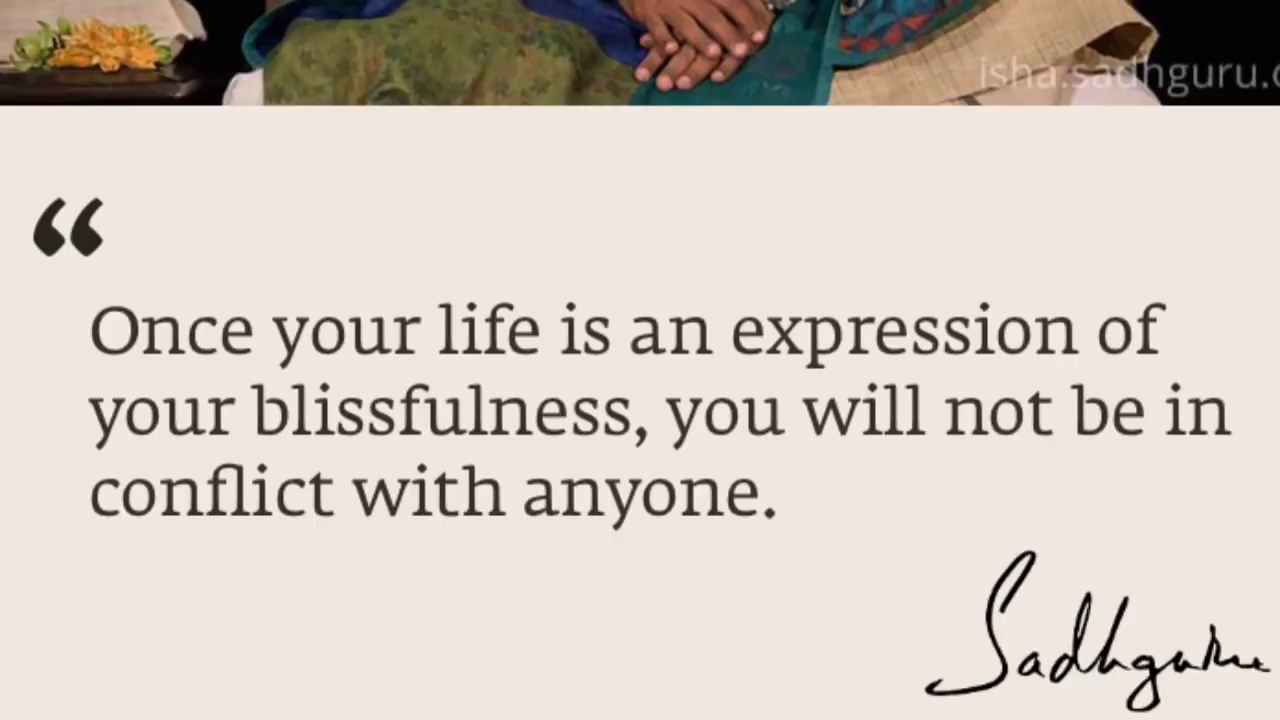 isha.sadhguru.
“
Once your life is an expression of
your blissfulness, you will not be in
conflict with anyone.
Sadhguru